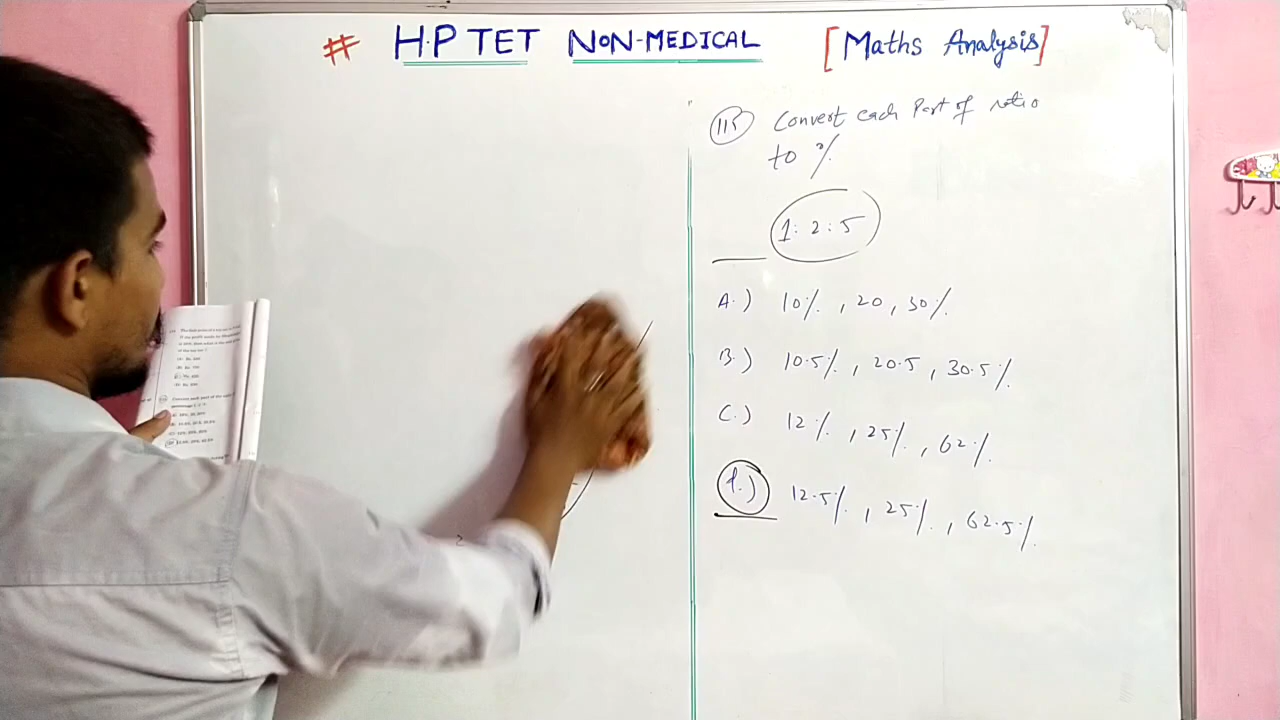 # H.P TET NON-MEDICAL [Maths Analysis]
115 Convert each Part of ratio
to %
1 : 2 : 5
A.) 10% , 20 , 30%
B.) 10.5% , 20.5 , 30.5%
C.) 12% , 25% , 62%
D.) 12.5% , 25% , 62.5%